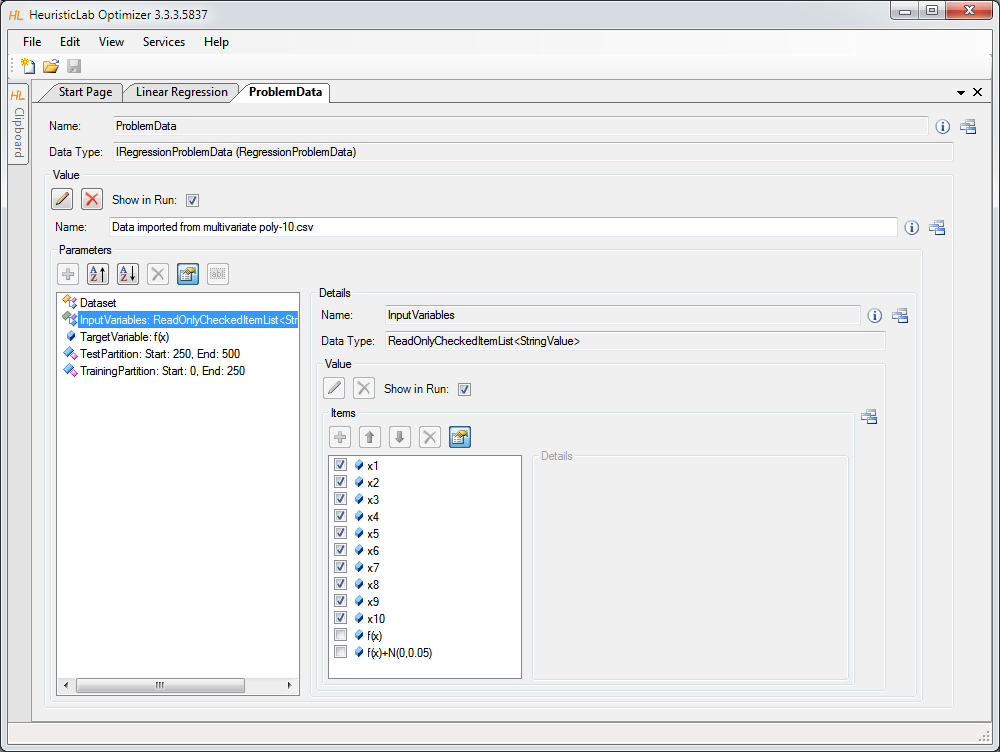 HL HeuristicLab Optimizer 3.3.3.5837
File Edit View Services Help
HL Clipboard
Start Page Linear Regression ProblemData
Name: ProblemData
Data Type: IRegressionProblemData (RegressionProblemData)
Value
Show in Run:
Name: Data imported from multivariate poly-10.csv
Parameters
Dataset
InputVariables: ReadOnlyCheckedItemList<Str
TargetVariable: f(x)
TestPartition: Start: 250, End: 500
TrainingPartition: Start: 0, End: 250
Details
Name: InputVariables
Data Type: ReadOnlyCheckedItemList<StringValue>
Value
Show in Run:
Items
x1
x2
x3
x4
x5
x6
x7
x8
x9
x10
f(x)
f(x)+N(0,0.05)
Details